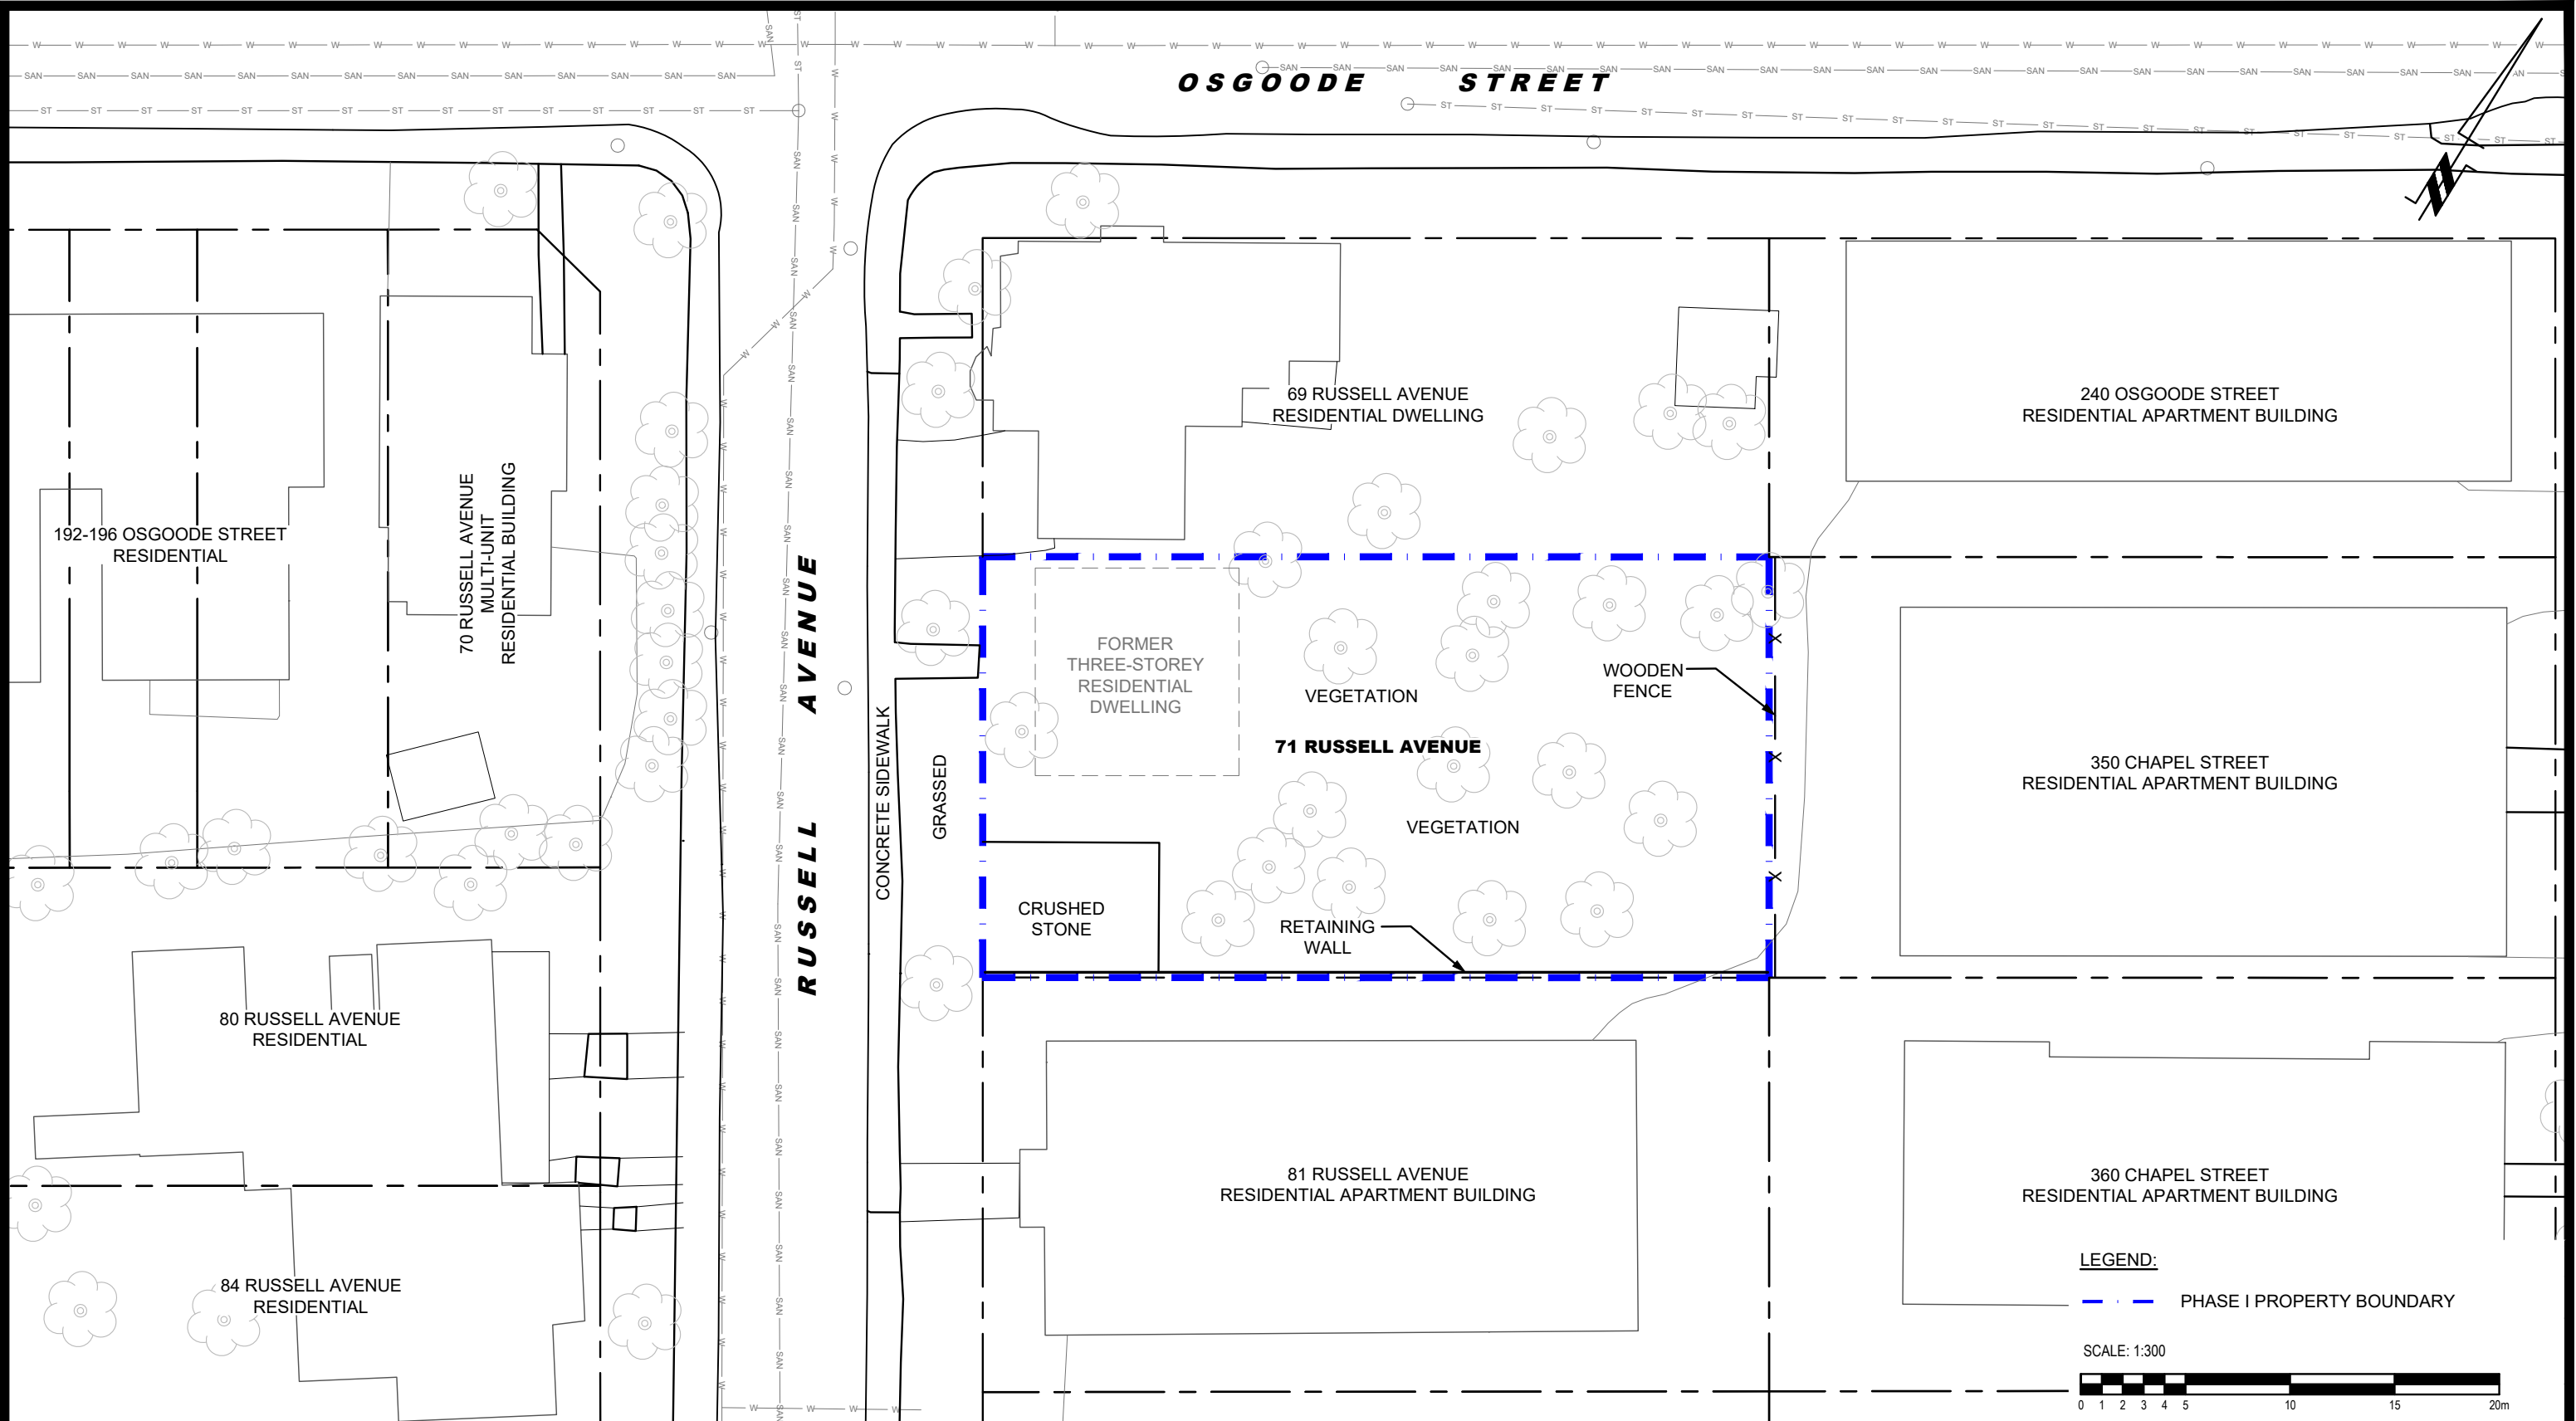 OSGOODE STREET
69 RUSSELL AVENUE
RESIDENTIAL DWELLING
240 OSGOODE STREET
RESIDENTIAL APARTMENT BUILDING
192-196 OSGOODE STREET
RESIDENTIAL
70 RUSSELL AVENUE
MULTI-UNIT
RESIDENTIAL BUILDING
RUSSELL AVENUE
CONCRETE SIDEWALK
GRASSED
FORMER
THREE-STOREY
RESIDENTIAL
DWELLING
VEGETATION
WOODEN
FENCE
71 RUSSELL AVENUE
VEGETATION
350 CHAPEL STREET
RESIDENTIAL APARTMENT BUILDING
CRUSHED
STONE
RETAINING
WALL
80 RUSSELL AVENUE
RESIDENTIAL
81 RUSSELL AVENUE
RESIDENTIAL APARTMENT BUILDING
360 CHAPEL STREET
RESIDENTIAL APARTMENT BUILDING
84 RUSSELL AVENUE
RESIDENTIAL
LEGEND:
PHASE I PROPERTY BOUNDARY
SCALE: 1:300
0 1 2 3 4 5 10 15 20m